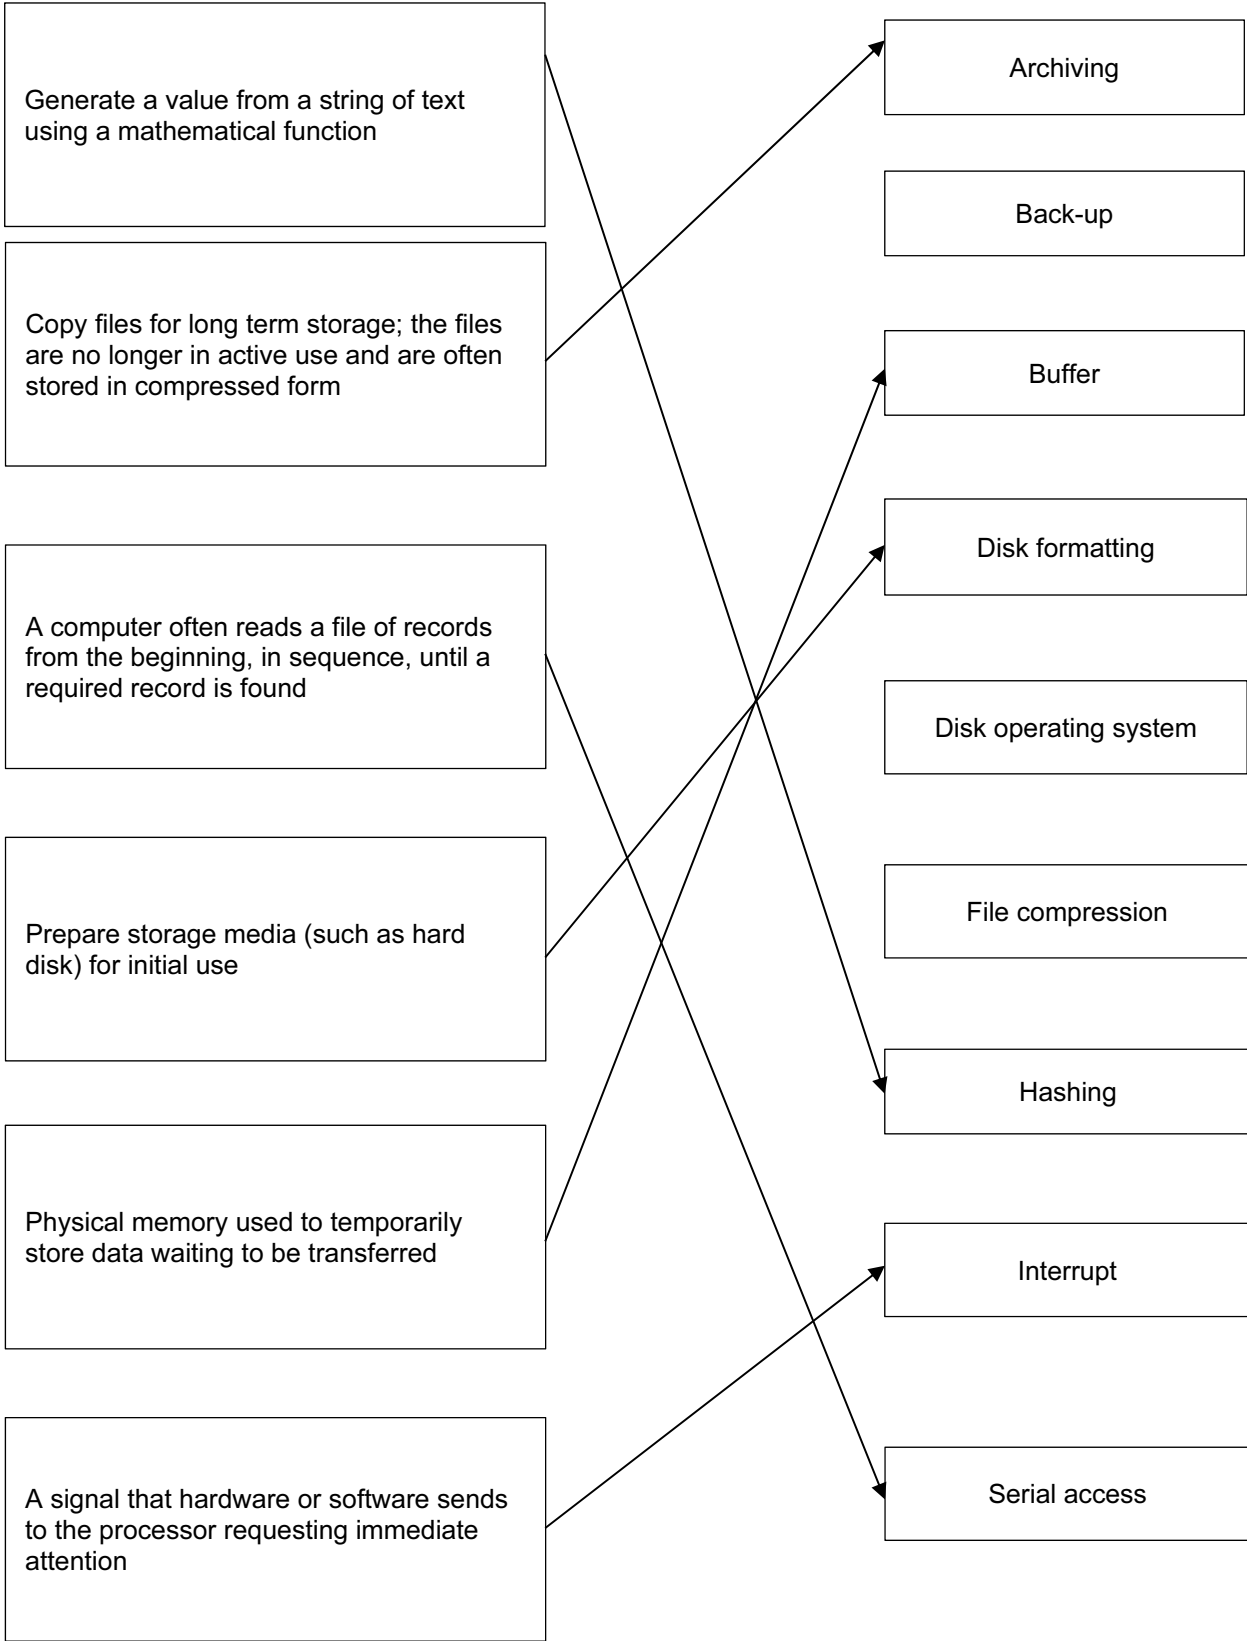 Generate a value from a string of text
using a mathematical function
Copy files for long term storage; the files
are no longer in active use and are often
stored in compressed form
A computer often reads a file of records
from the beginning, in sequence, until a
required record is found
Prepare storage media (such as hard
disk) for initial use
Physical memory used to temporarily
store data waiting to be transferred
A signal that hardware or software sends
to the processor requesting immediate
attention
Archiving
Back-up
Buffer
Disk formatting
Disk operating system
File compression
Hashing
Interrupt
Serial access